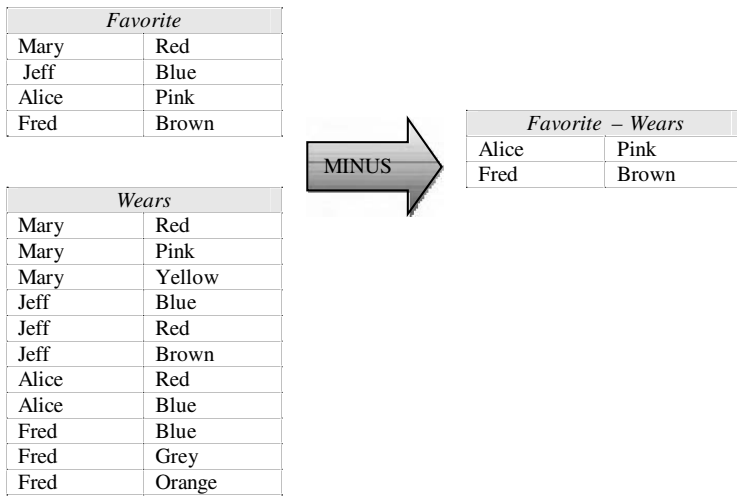 Favorite
Mary Red
Jeff Blue
Alice Pink
Fred Brown
MINUS
Favorite – Wears
Alice Pink
Fred Brown
Wears
Mary Red
Mary Pink
Mary Yellow
Jeff Blue
Jeff Red
Jeff Brown
Alice Red
Alice Blue
Fred Blue
Fred Grey
Fred Orange